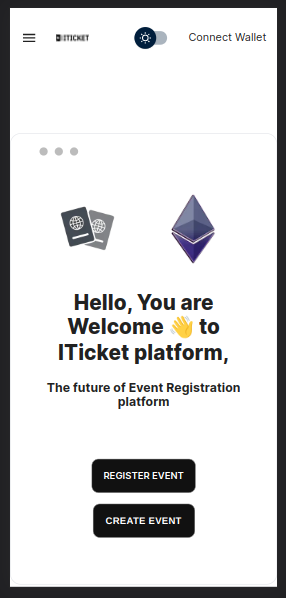 ITICKET
Connect Wallet
Hello, You are
Welcome 👋 to
ITicket platform,
The future of Event Registration
platform
REGISTER EVENT
CREATE EVENT